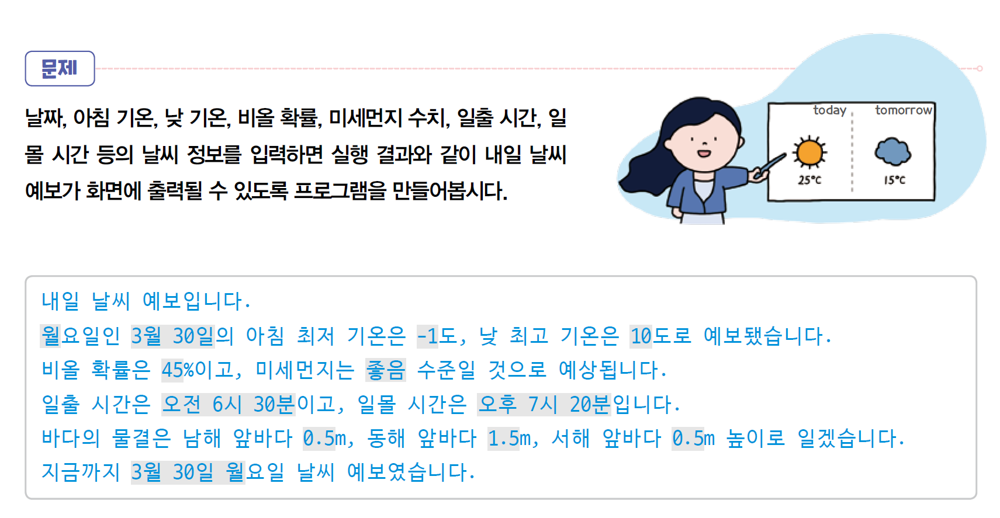 문제
날짜, 아침 기온, 낮 기온, 비올 확률, 미세먼지 수치, 일출 시간, 일
몰 시간 등의 날씨 정보를 입력하면 실행 결과와 같이 내일 날씨
예보가 화면에 출력될 수 있도록 프로그램을 만들어봅시다.
today tomorrow
25°C 15°C
내일 날씨 예보입니다.
월요일인 3월 30일의 아침 최저 기온은 -1도, 낮 최고 기온은 10도로 예보됐습니다.
비올 확률은 45%이고, 미세먼지는 좋음 수준일 것으로 예상됩니다.
일출 시간은 오전 6시 30분이고, 일몰 시간은 오후 7시 20분입니다.
바다의 물결은 남해 앞바다 0.5m, 동해 앞바다 1.5m, 서해 앞바다 0.5m 높이로 일겠습니다.
지금까지 3월 30일 월요일 날씨 예보였습니다.